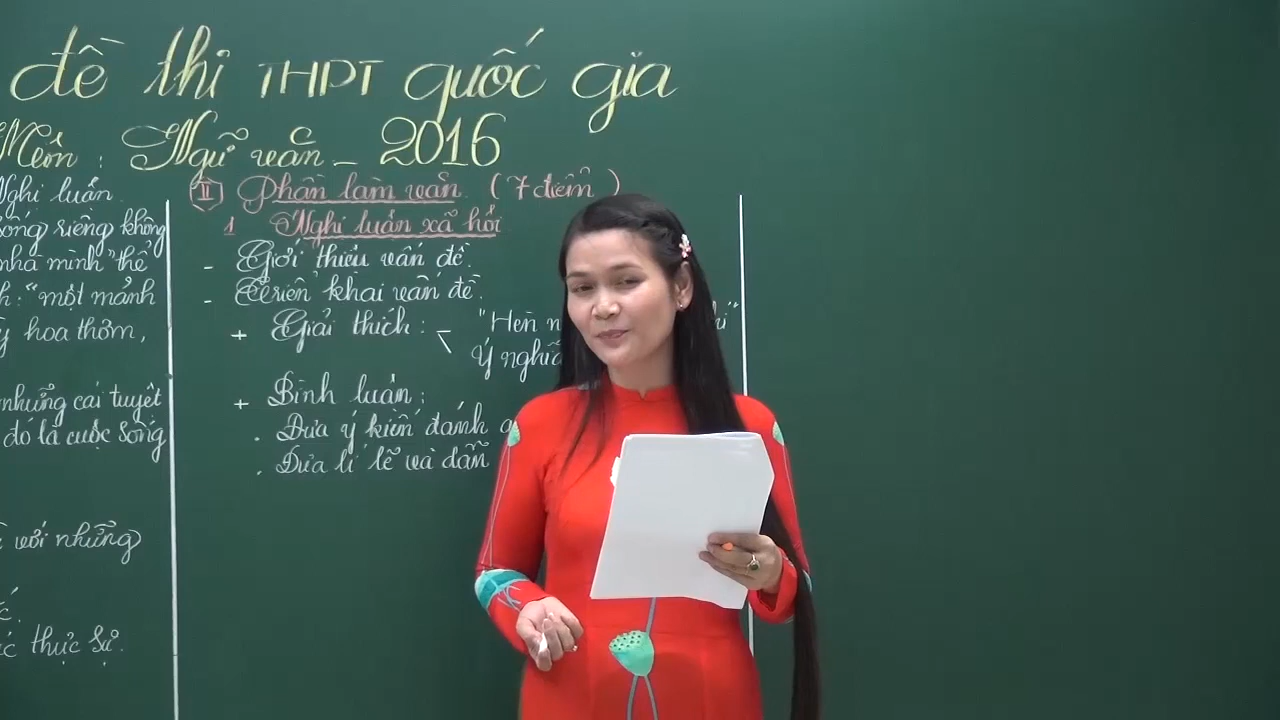 đề thi THPT quốc gia
Môn : Ngữ văn - 2016
Nghị luận.
sống riêng không
nhà mình" thể
h: "một mảnh
hoa thơm,
những cái tuyệt
đó là cuộc sống
với những
thực sự.
II Phần làm văn. (7 điểm)
1 Nghị luận xã hội
- Giới thiệu vấn đề.
- Triển khai vấn đề.
+ Giải thích : - "Hèn
Ý nghĩa
+ Bình luận :
. Đưa ý kiến đánh
. Đưa lí lẽ và dẫn